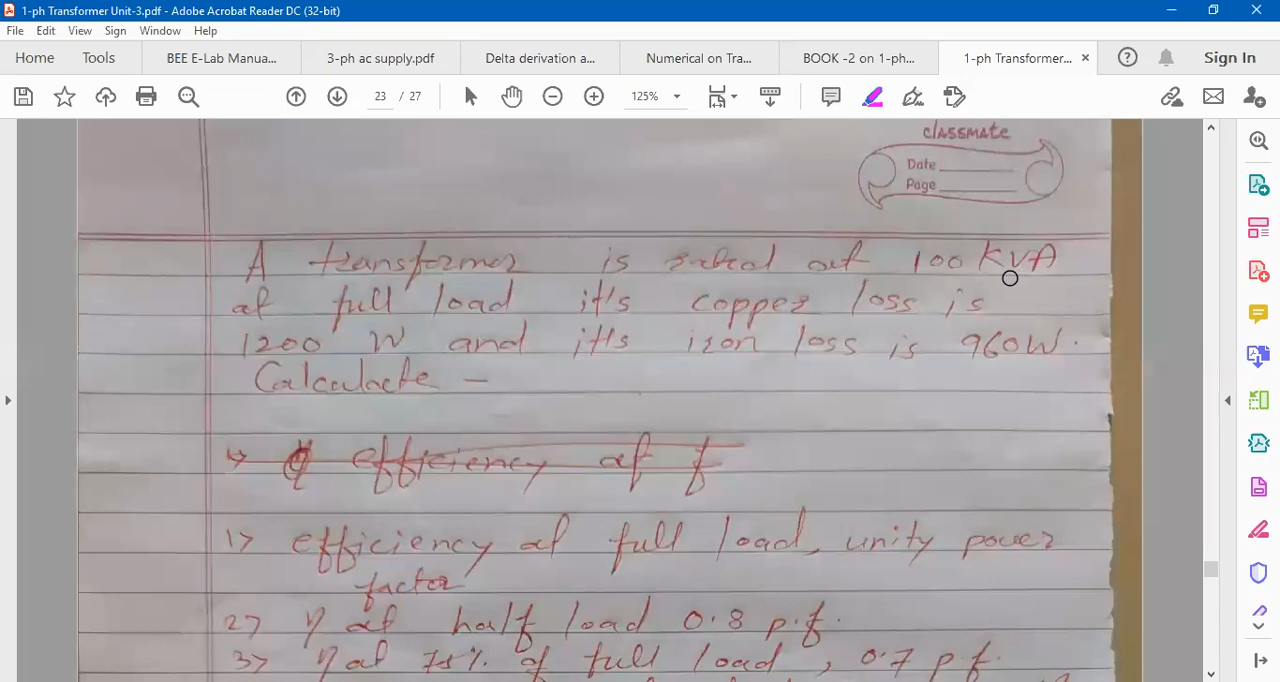 1-ph Transformer Unit-3.pdf - Adobe Acrobat Reader DC (32-bit)
File Edit View Sign Window Help
Home Tools BEE E-Lab Manua... 3-ph ac supply.pdf Delta derivation a... Numerical on Tra... BOOK -2 on 1-ph... 1-ph Transformer... × Sign In
23 / 27 125%
classmate
Date
Page
A transformer is rated at 100 KVA
at full load it's copper loss is
1200 W and it's iron loss is 960W.
Calculate -
efficiency at f
1> efficiency at full load, unity power
factor
2> η at half load 0.8 p.f.
3> η at 75% of full load, 0.7 p.f.